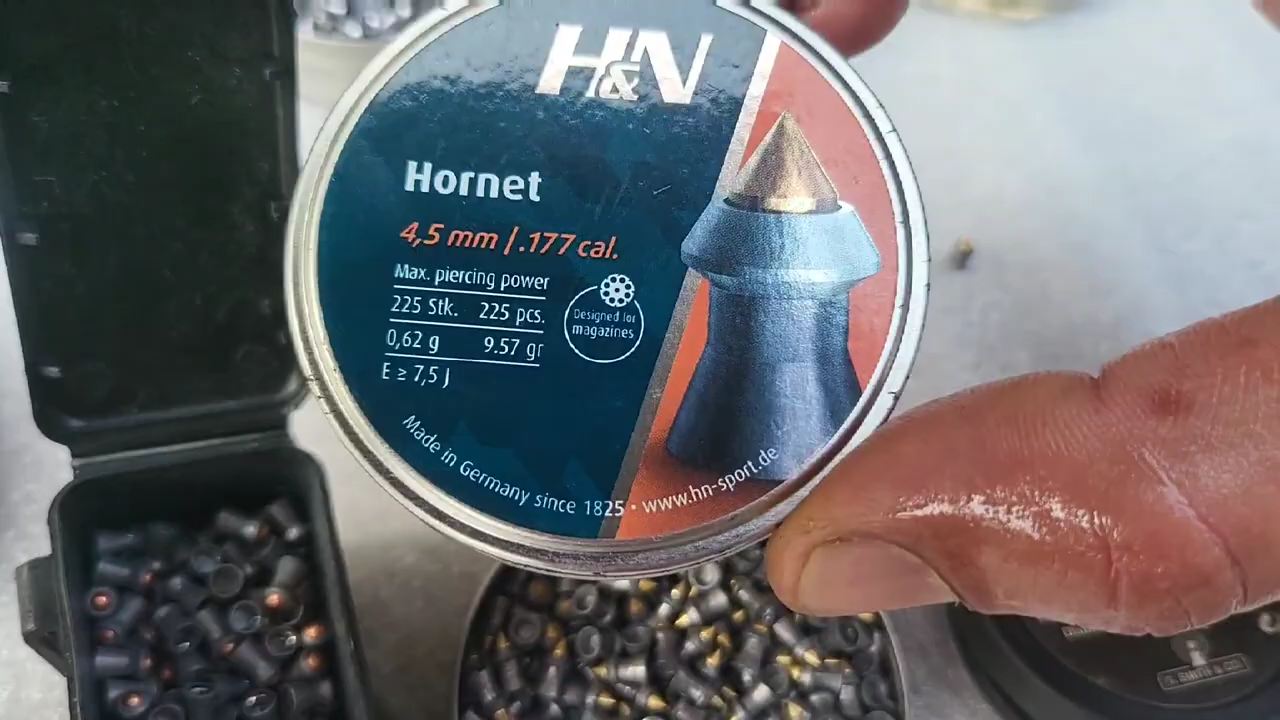 H&N
Hornet
4,5 mm / .177 cal.
Max. piercing power
225 Stk. 225 pcs.
0,62 g 9.57 gr
E ≥ 7,5 J
Designed for
magazines
Made in Germany since 1825 • www.hn-sport.de